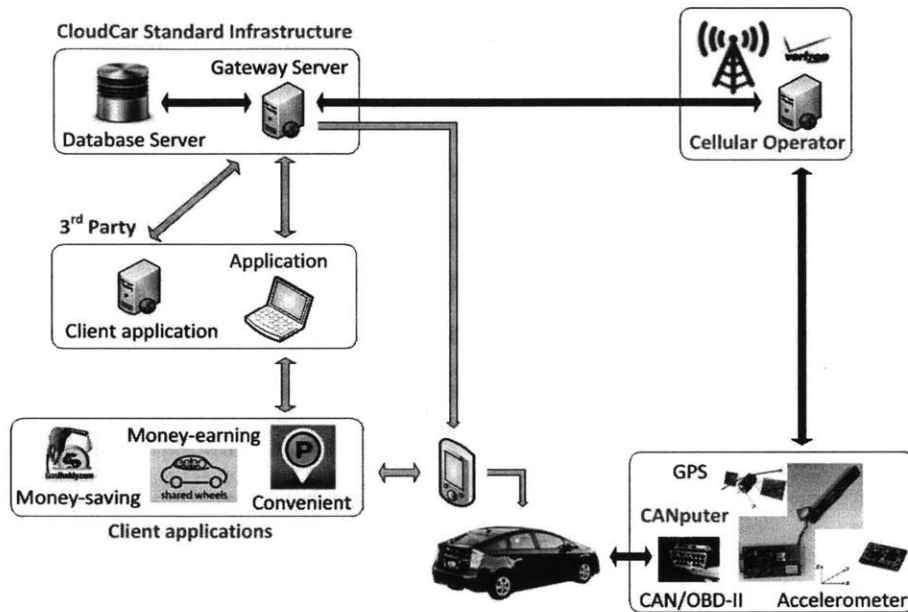 CloudCar Standard Infrastructure
Gateway Server
Database Server
verizon
Cellular Operator
3rd Party
Application
Client application
Money-earning
P
Money-saving
shared wheels
Convenient
Client applications
GPS
CANputer
CAN/OBD-II
Accelerometer